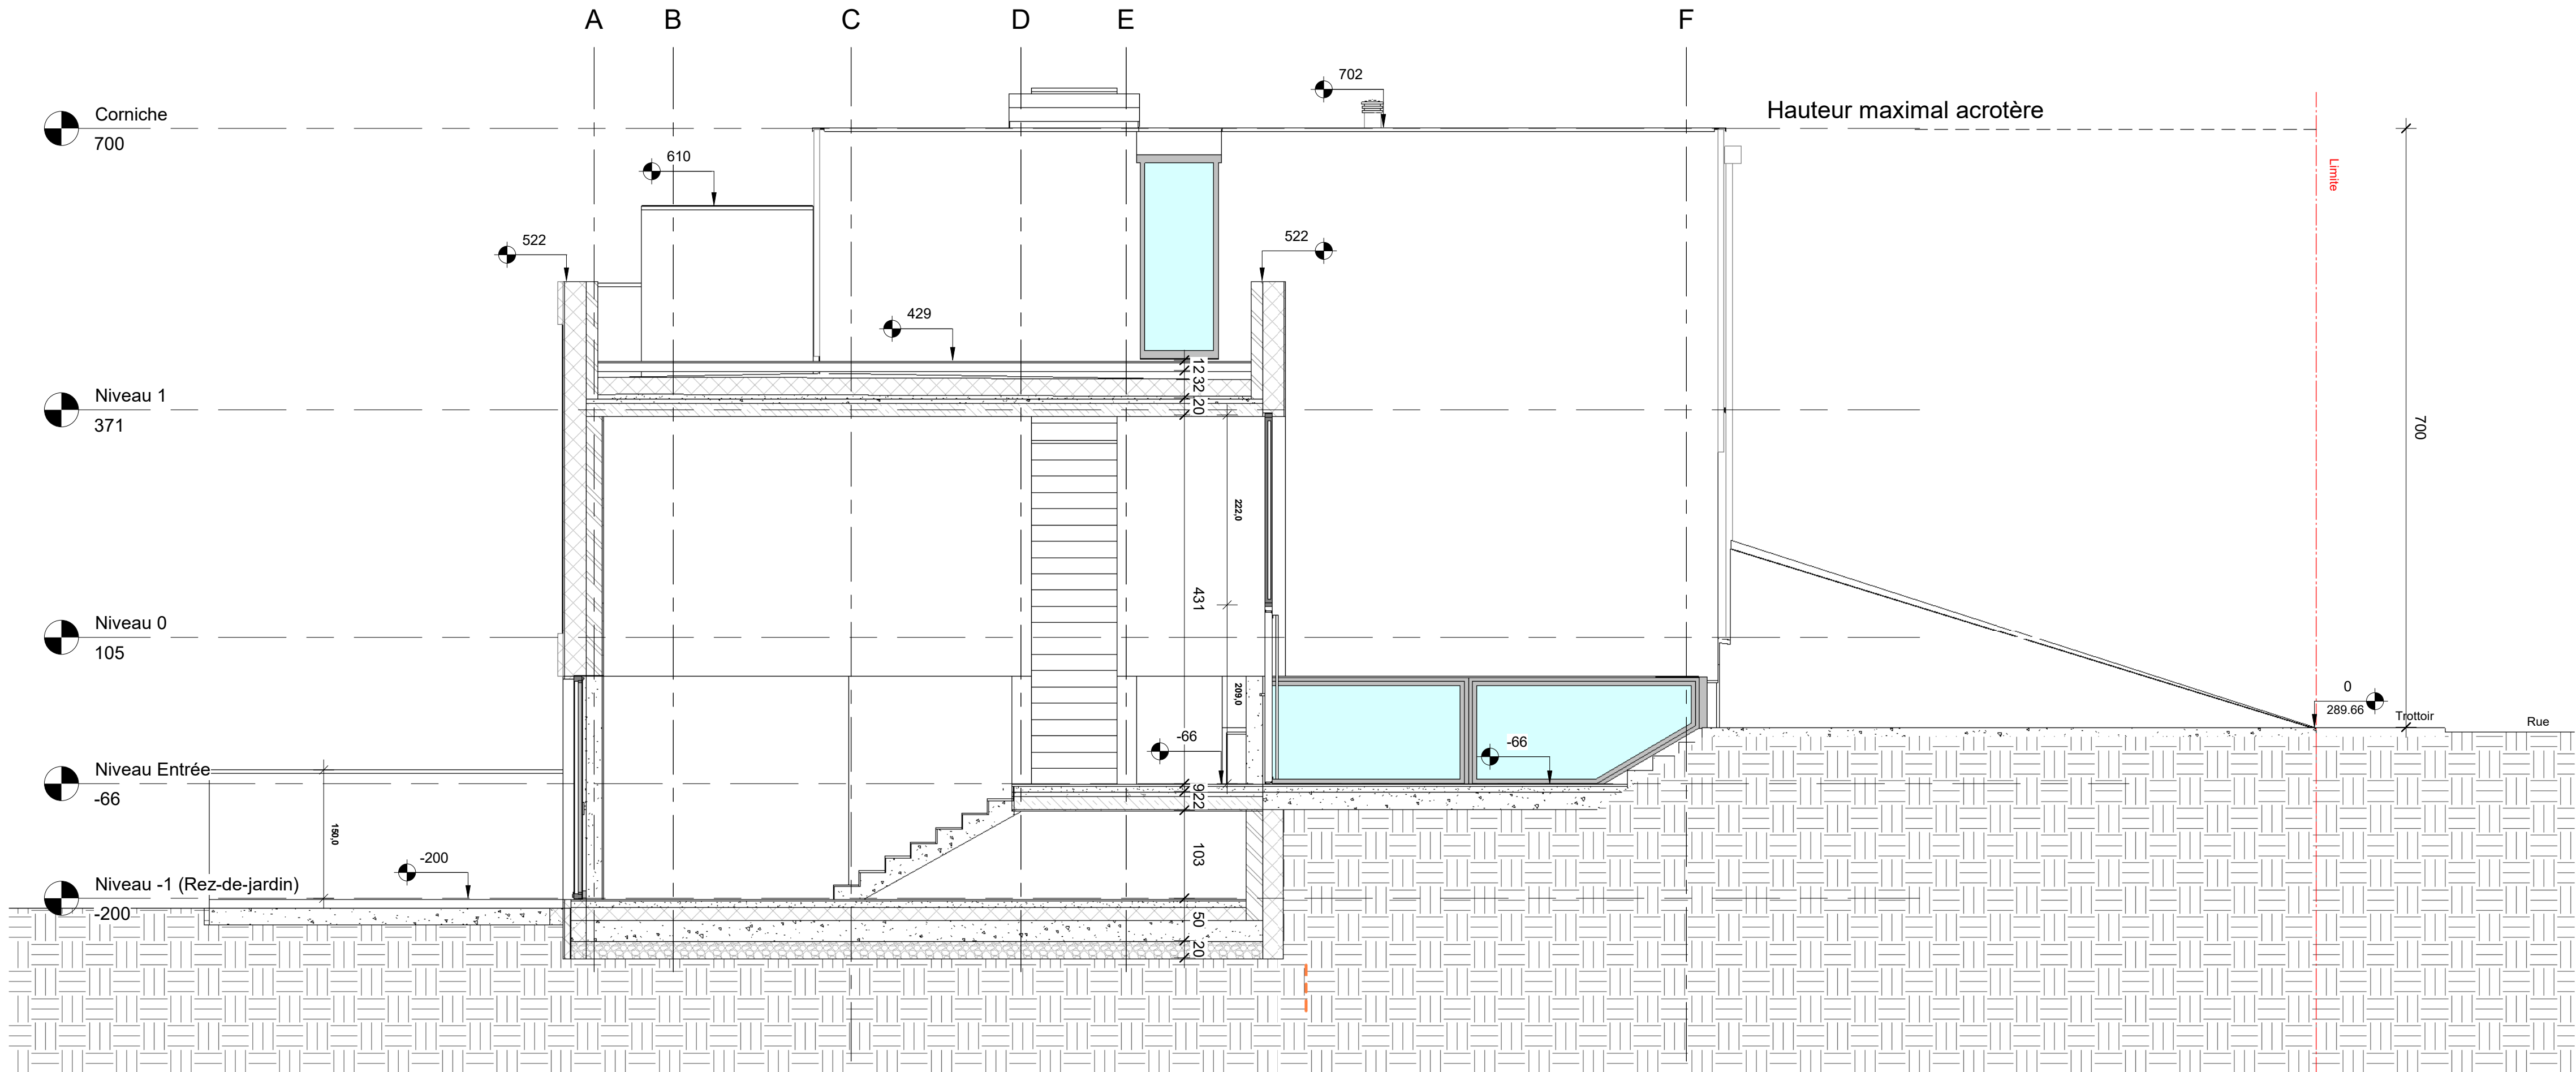 A
B
C
D
E
F
702
Corniche
700
Hauteur maximal acrotère
610
Limite
522
522
429
12
32
20
Niveau 1
371
700
222,0
431
Niveau 0
105
209,0
0
289.66
Trottoir
Rue
-66
-66
Niveau Entrée
-66
9
22
150,0
103
-200
Niveau -1 (Rez-de-jardin)
-200
50
20